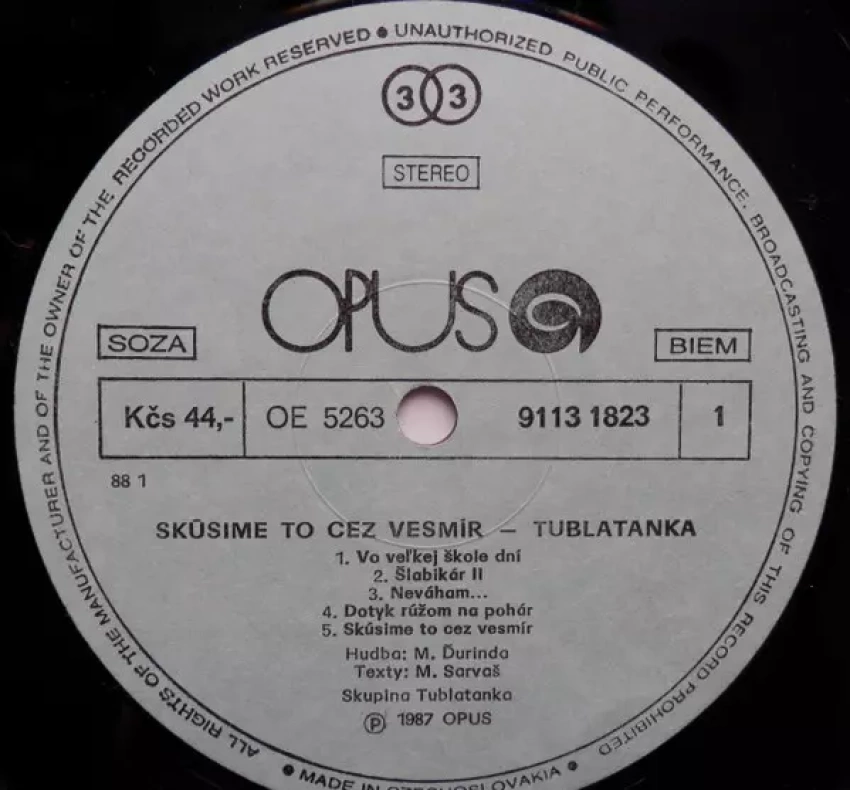 ALL RIGHTS OF THE MANUFACTURER AND OF THE OWNER OF THE RECORDED WORK RESERVED ● UNAUTHORIZED PUBLIC PERFORMANCE, BROADCASTING AND COPYING OF THIS RECORD PROHIBITED
33
STEREO
OPUS
SOZA
BIEM
Kčs 44,- OE 5263 9113 1823 1
88 1
SKÚSIME TO CEZ VESMÍR – TUBLATANKA
1. Vo veľkej škole dní
2. Šlabikár II
3. Neváham...
4. Dotyk rúžom na pohár
5. Skúsime to cez vesmír
Hudba: M. Ďurinda
Texty: M. Sarvaš
Skupina Tublatanka
Ⓟ 1987 OPUS
● MADE IN CZECHOSLOVAKIA ●